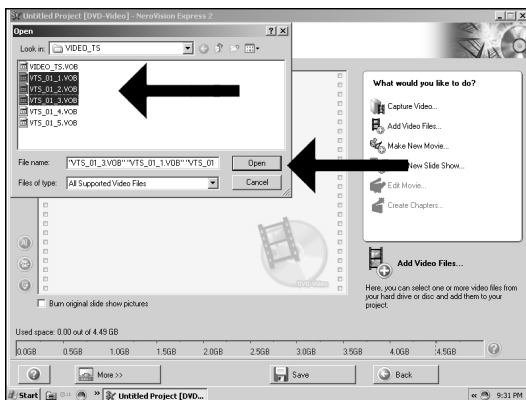 Untitled Project [DVD-Video] - NeroVision Express 2
Open
Look in: VIDEO_TS
VIDEO_TS.VOB
VTS_01_1.VOB
VTS_01_2.VOB
VTS_01_3.VOB
VTS_01_4.VOB
VTS_01_5.VOB
File name: "VTS_01_3.VOB" "VTS_01_1.VOB" "VTS_01 Open
Files of type: All Supported Video Files Cancel
What would you like to do?
Capture Video...
Add Video Files...
Make New Movie...
New Slide Show...
Edit Movie...
Create Chapters...
DVD-Video
Add Video Files...
Here, you can select one or more video files from
your hard drive or disc and add them to your
project.
Burn original slide show pictures
Used space: 0.00 out of 4.49 GB
0.0GB 0.5GB 1.0GB 1.5GB 2.0GB 2.5GB 3.0GB 3.5GB 4.0GB 4.5GB
More >> Save Back
Start Untitled Project [DVD... 9:31 PM